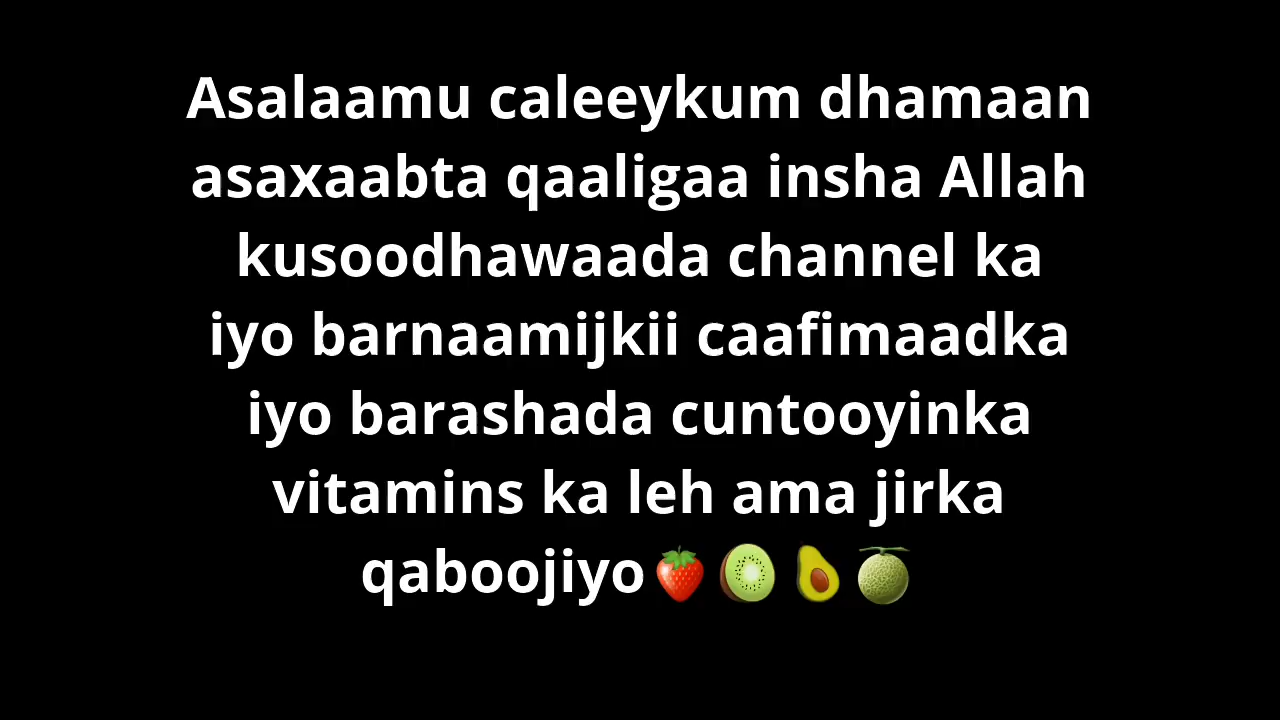 Asalaamu caleeykum dhamaan
asaxaabta qaaligaa insha Allah
kusoodhawaada channel ka
iyo barnaamijkii caafimaadka
iyo barashada cuntooyinka
vitamins ka leh ama jirka
qaboojiyo🍓🥝🥑🍈